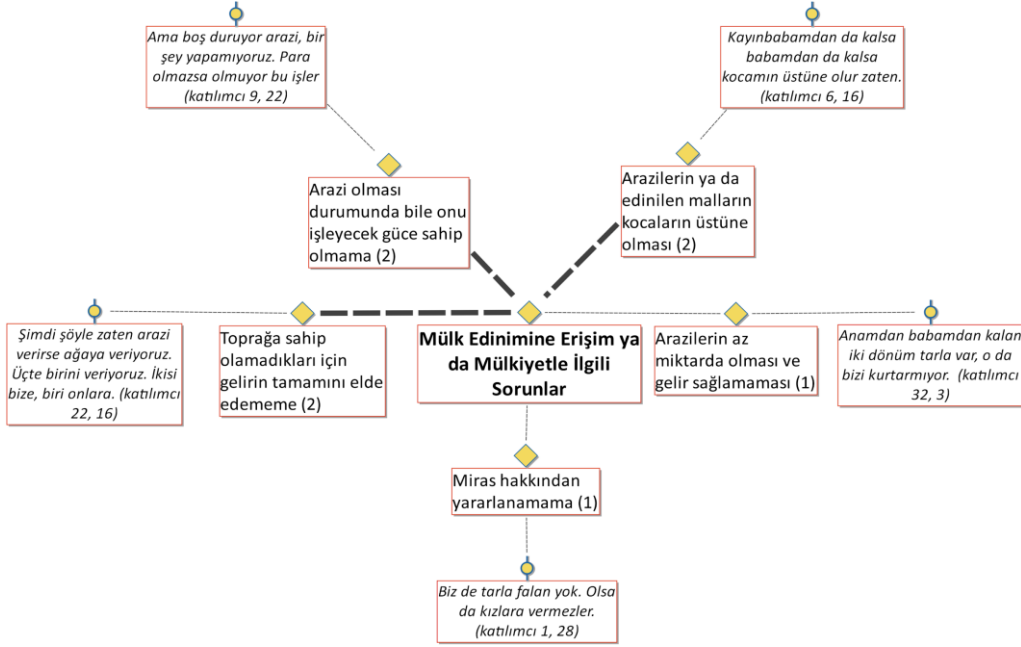 Ama boş duruyor arazi, bir
şey yapamıyoruz. Para
olmazsa olmuyor bu işler
(katılımcı 9, 22)
Kayınbabamdan da kalsa
babamdan da kalsa
kocamın üstüne olur zaten.
(katılımcı 6, 16)
Arazi olması
durumunda bile onu
işleyecek güce sahip
olmama (2)
Arazilerin ya da
edinilen malların
kocaların üstüne
olması (2)
Şimdi şöyle zaten arazi
verirse ağaya veriyoruz.
Üçte birini veriyoruz. İkisi
bize, biri onlara. (katılımcı
22, 16)
Toprağa sahip
olamadıkları için
gelirin tamamını elde
edememe (2)
Mülk Edinimine Erişim ya
da Mülkiyetle İlgili
Sorunlar
Arazilerin az
miktarda olması ve
gelir sağlamaması (1)
Anamdan babamdan kalan
iki dönüm tarla var, o da
bizi kurtarmıyor. (katılımcı
32, 3)
Miras hakkından
yararlanamama (1)
Biz de tarla falan yok. Olsa
da kızlara vermezler.
(katılımcı 1, 28)